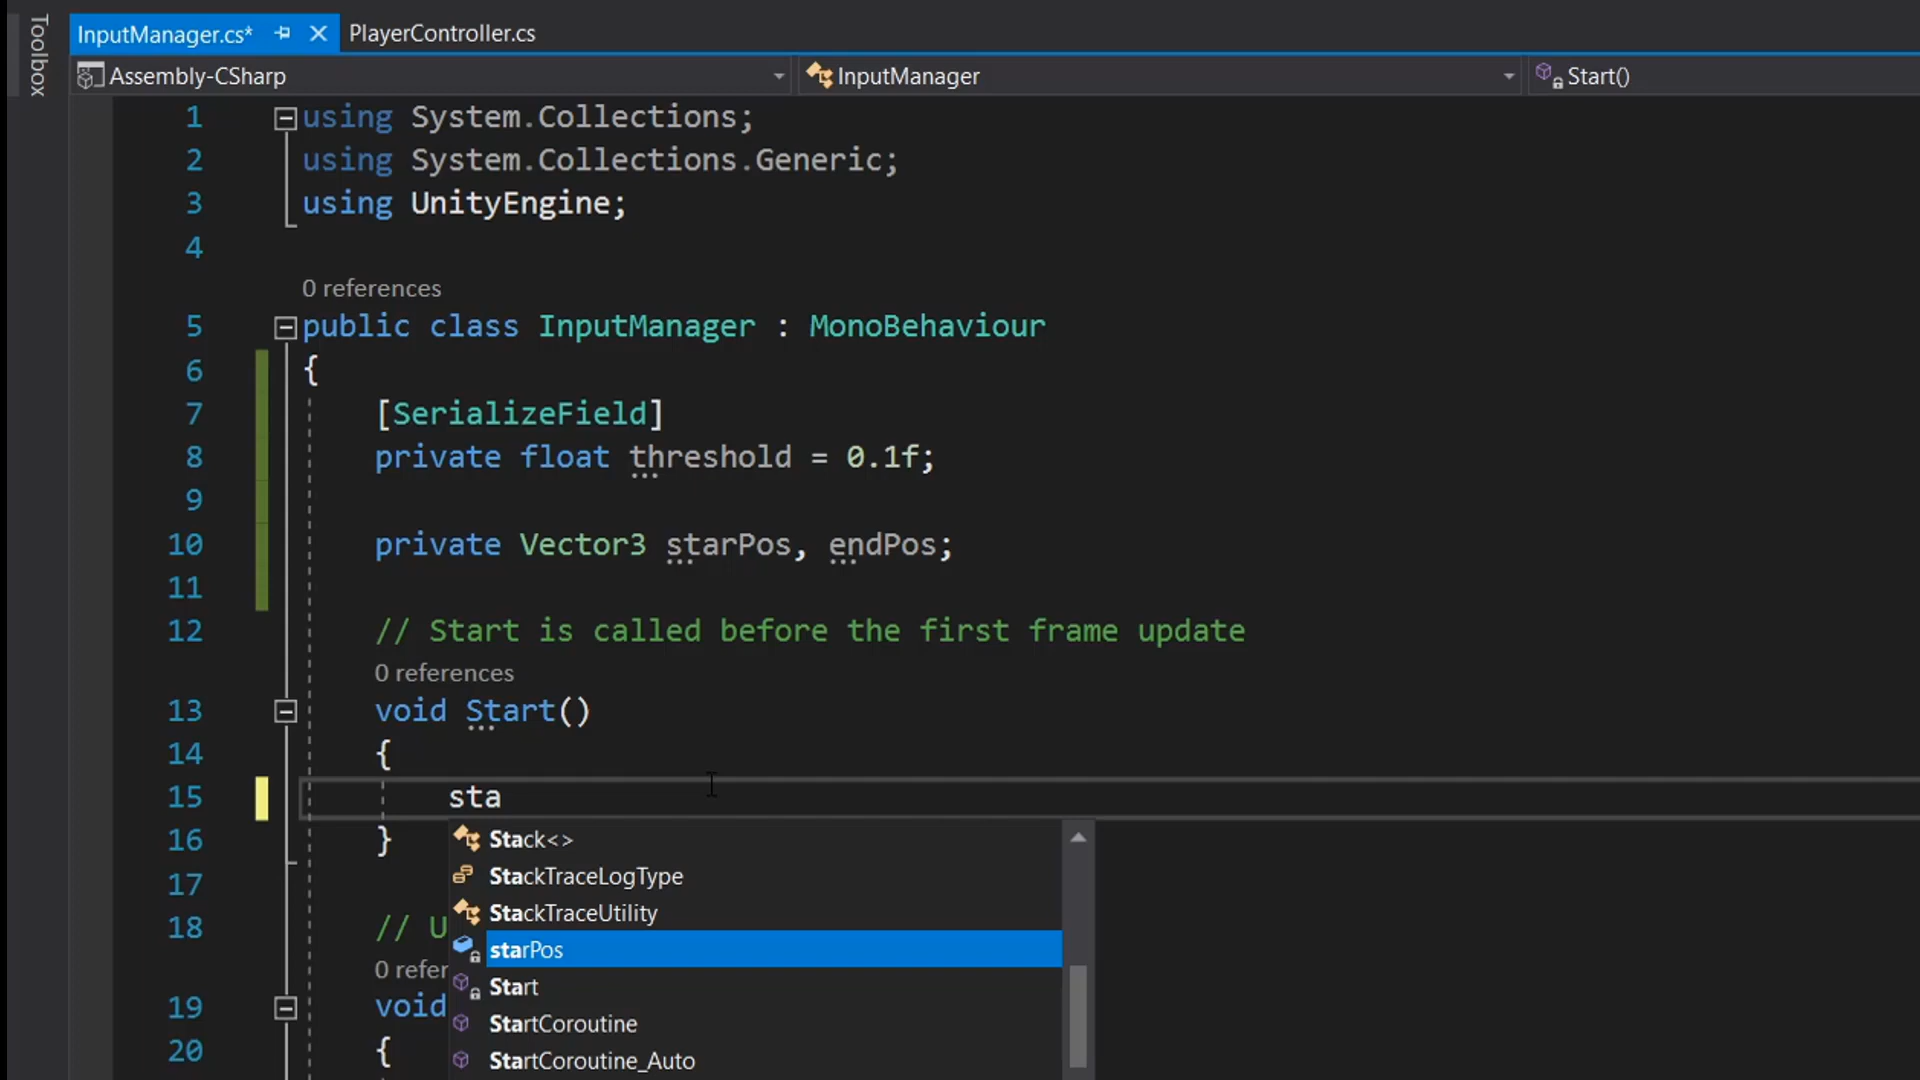 Toolbox
InputManager.cs* PlayerController.cs
Assembly-CSharp InputManager Start()
1 using System.Collections;
2 using System.Collections.Generic;
3 using UnityEngine;
4
0 references
5 public class InputManager : MonoBehaviour
6 {
7 [SerializeField]
8 private float threshold = 0.1f;
9
10 private Vector3 starPos, endPos;
11
12 // Start is called before the first frame update
0 references
13 void Start()
14 {
15 sta
16 }
Stack<>
StackTraceLogType
17
StackTraceUtility
18 // U
starPos
0 refer
Start
19 void
StartCoroutine
20 {
StartCoroutine_Auto